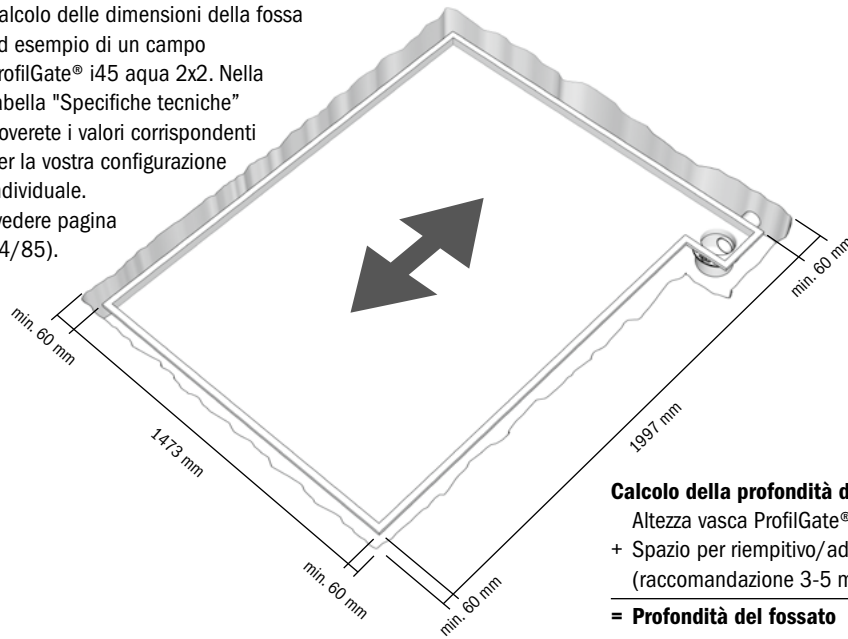 alcolo delle dimensioni della fossa
d esempio di un campo
rofilGate® i45 aqua 2x2. Nella
abella "Specifiche tecniche”
overete i valori corrispondenti
er la vostra configurazione
dividuale.
vedere pagina
4/85).
min. 60 mm
min. 60 mm
1473 mm
1997 mm
min. 60 mm
min. 60 mm
Calcolo della profondità d
Altezza vasca ProfilGate®
+ Spazio per riempitivo/ad
(raccomandazione 3-5 m
= Profondità del fossato